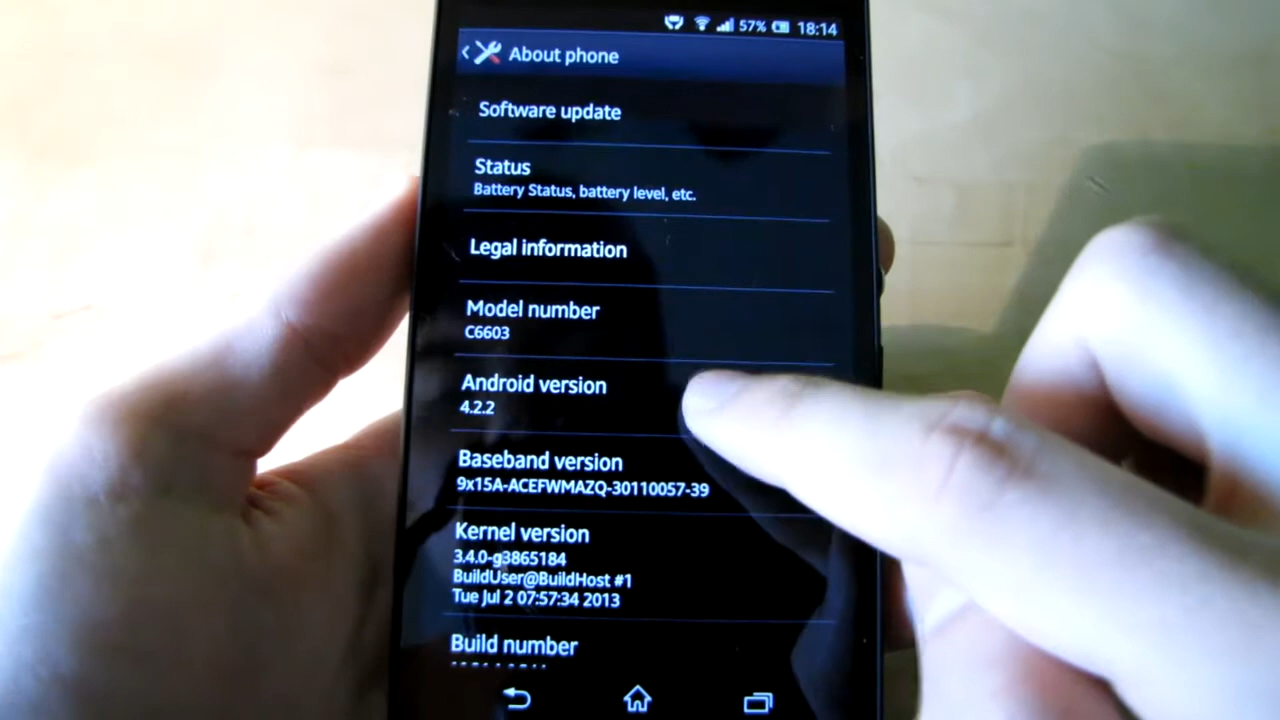 57% 18:14
About phone
Software update
Status
Battery Status, battery level, etc.
Legal information
Model number
C6603
Android version
4.2.2
Baseband version
9x15A-ACEFWMAZQ-30110057-39
Kernel version
3.4.0-g3865184
BuildUser@BuildHost #1
Tue Jul 2 07:57:34 2013
Build number